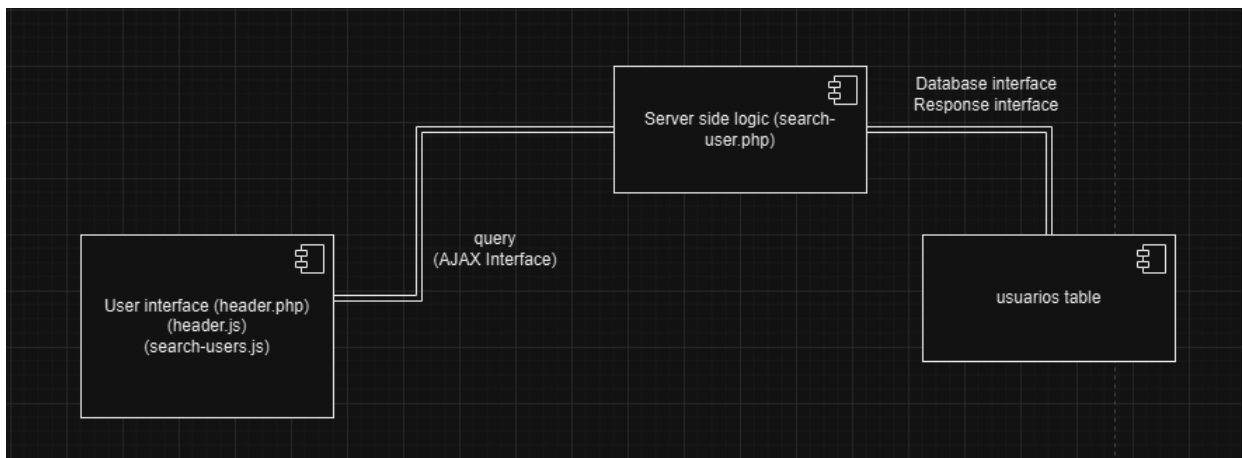 Database interface
Response interface
Server side logic (search-
user.php)
query
(AJAX Interface)
User interface (header.php)
(header.js)
(search-users.js)
usuarios table